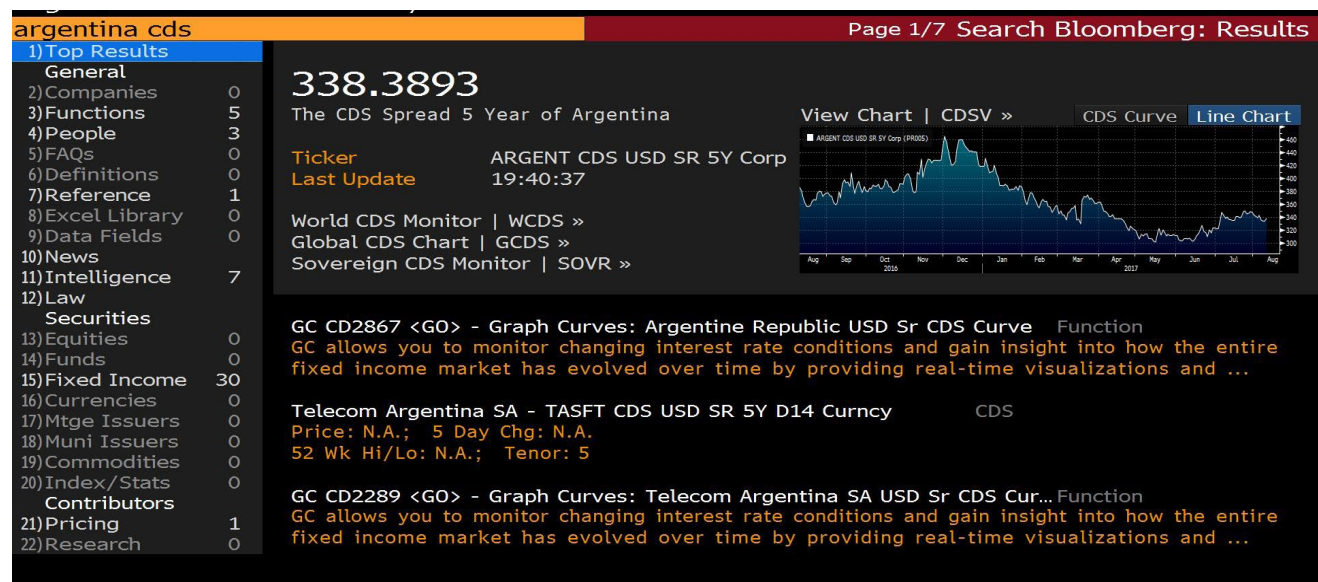 argentina cds
Page 1/7 Search Bloomberg: Results
1) Top Results
General
2) Companies 0
3) Functions 5
4) People 3
5) FAQs 0
6) Definitions 0
7) Reference 1
8) Excel Library 0
9) Data Fields 0
10) News
11) Intelligence 7
12) Law
Securities
13) Equities 0
14) Funds 0
15) Fixed Income 30
16) Currencies 0
17) Mtge Issuers 0
18) Muni Issuers 0
19) Commodities 0
20) Index/Stats 0
Contributors
21) Pricing 1
22) Research 0
338.3893
The CDS Spread 5 Year of Argentina
Ticker ARGENT CDS USD SR 5Y Corp
Last Update 19:40:37
World CDS Monitor | WCDS »
Global CDS Chart | GCDS »
Sovereign CDS Monitor | SOVR »
View Chart | CDSV »
CDS Curve Line Chart
ARGENT CDS USD SR 5Y Corp (PR005)
460
440
420
400
380
360
340
320
300
Aug Sep Oct Nov Dec Jan Feb Mar Apr May Jun Jul Aug
2016 2017
GC CD2867 <GO> - Graph Curves: Argentine Republic USD Sr CDS Curve Function
GC allows you to monitor changing interest rate conditions and gain insight into how the entire
fixed income market has evolved over time by providing real-time visualizations and ...
Telecom Argentina SA - TASFT CDS USD SR 5Y D14 Curncy CDS
Price: N.A.; 5 Day Chg: N.A.
52 Wk Hi/Lo: N.A.; Tenor: 5
GC CD2289 <GO> - Graph Curves: Telecom Argentina SA USD Sr CDS Cur... Function
GC allows you to monitor changing interest rate conditions and gain insight into how the entire
fixed income market has evolved over time by providing real-time visualizations and ...